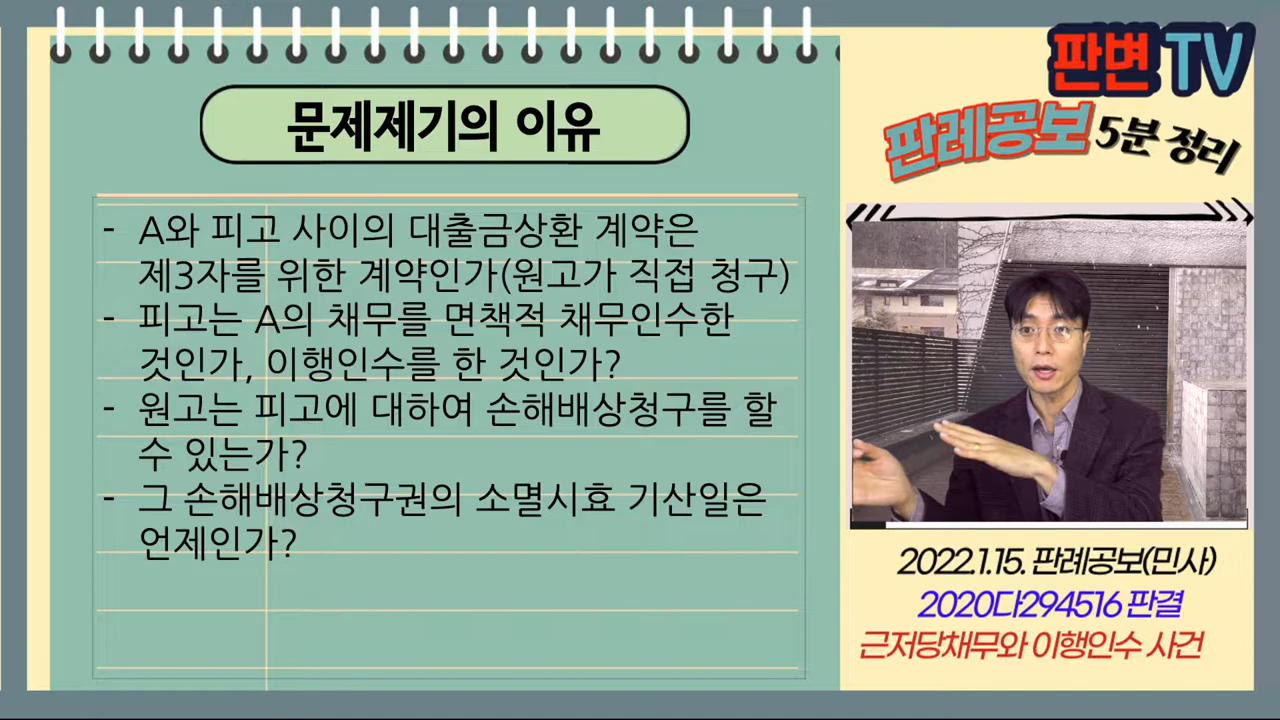 문제제기의 이유
- A와 피고 사이의 대출금상환 계약은
제3자를 위한 계약인가(원고가 직접 청구)
- 피고는 A의 채무를 면책적 채무인수한
것인가, 이행인수를 한 것인가?
- 원고는 피고에 대하여 손해배상청구를 할
수 있는가?
- 그 손해배상청구권의 소멸시효 기산일은
언제인가?
판변 TV
판례공보 5분 정리
2022.1.15. 판례공보(민사)
2020다294516 판결
근저당채무와 이행인수 사건